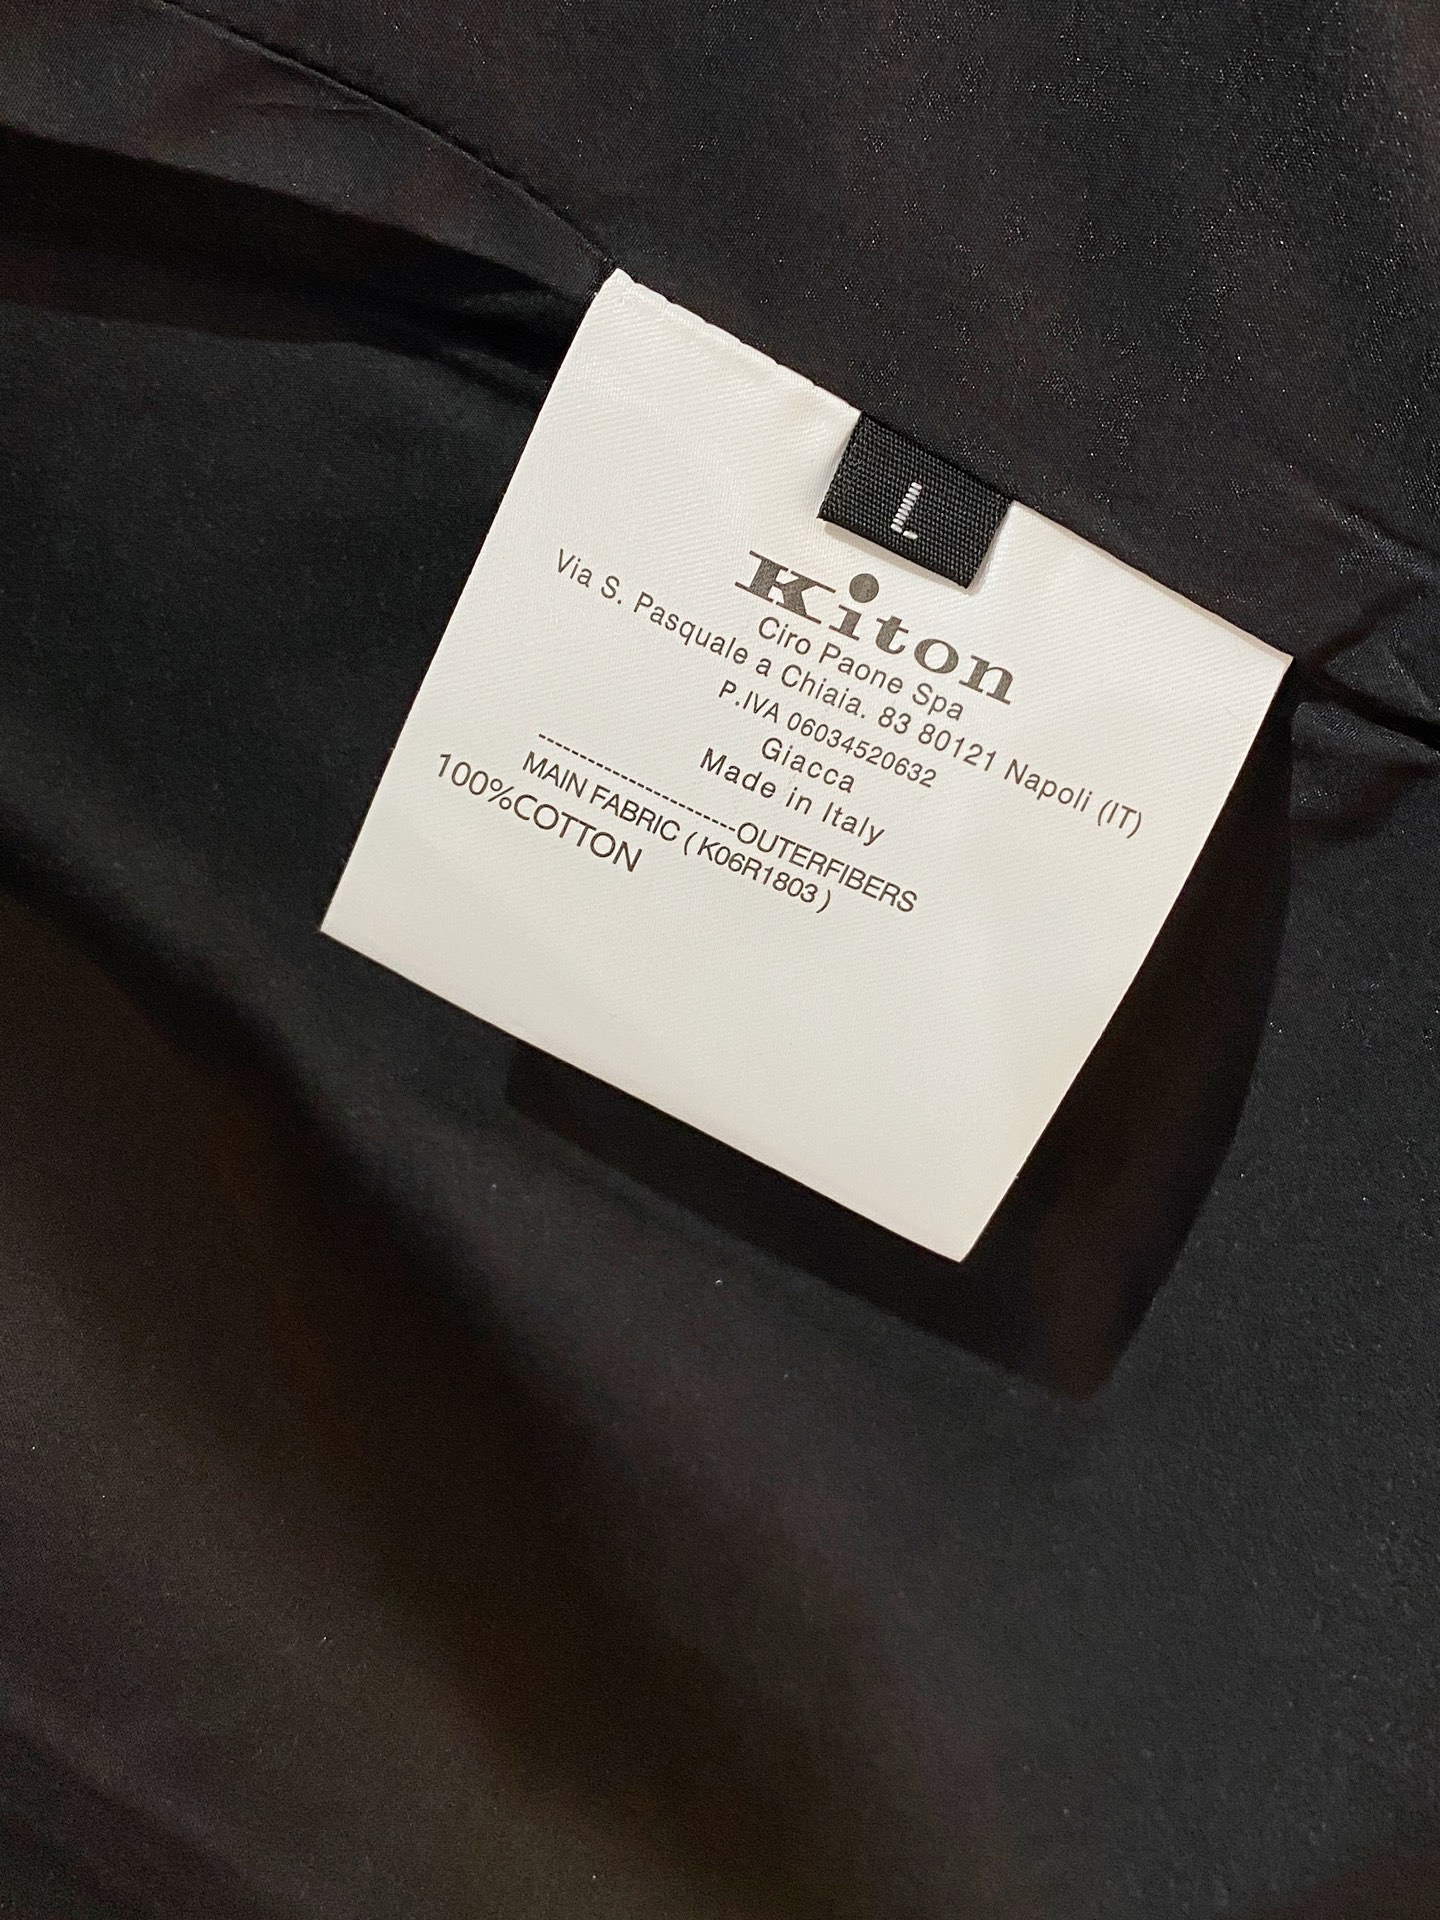 L
Kiton
Ciro Paone Spa
Via S. Pasquale a Chiaia. 83 80121 Napoli (IT)
P.IVA 06034520632
Giacca
Made in Italy
---------------------OUTERFIBERS
MAIN FABRIC ( K06R1803 )
100%COTTON